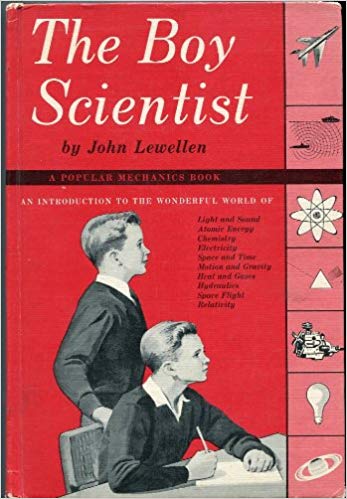 The Boy
Scientist
by John Lewellen
A POPULAR MECHANICS BOOK
AN INTRODUCTION TO THE WONDERFUL WORLD OF
Light and Sound
Atomic Energy
Chemistry
Electricity
Space and Time
Motion and Gravity
Heat and Gases
Hydraulics
Space Flight
Relativity